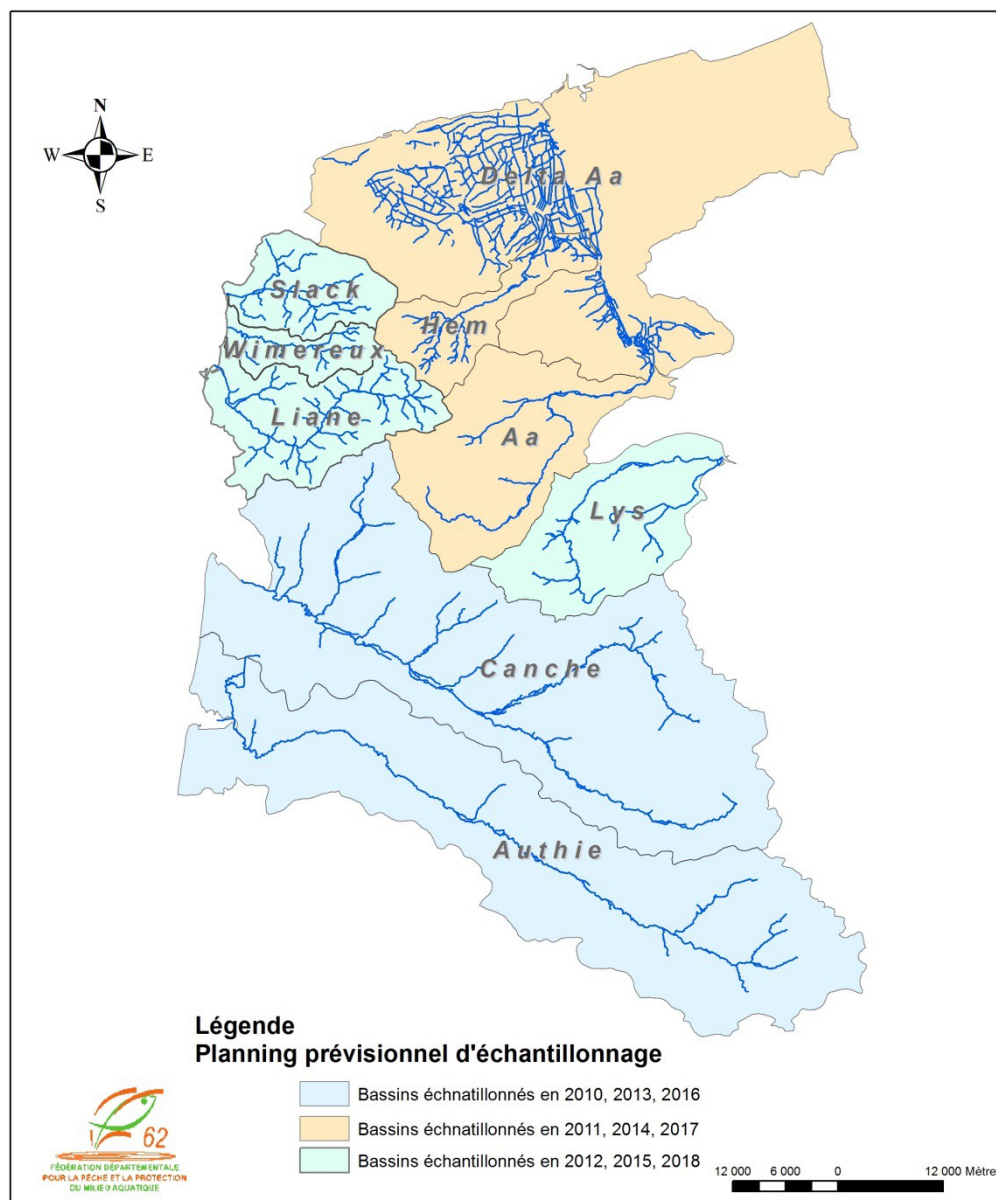 N
W E
S
Delta Aa
Slack
Hem
Wimereux
Liane
Aa
Lys
Canche
Authie
Légende
Planning prévisionnel d'échantillonnage
Bassins échnatillonnés en 2010, 2013, 2016
Bassins échnatillonnés en 2011, 2014, 2017
Bassins échantillonnés en 2012, 2015, 2018
62
FÉDÉRATION DÉPARTEMENTALE
POUR LA PÊCHE ET LA PROTECTION
DU MILIEU AQUATIQUE
12 000 6 000 0 12 000 Mètre